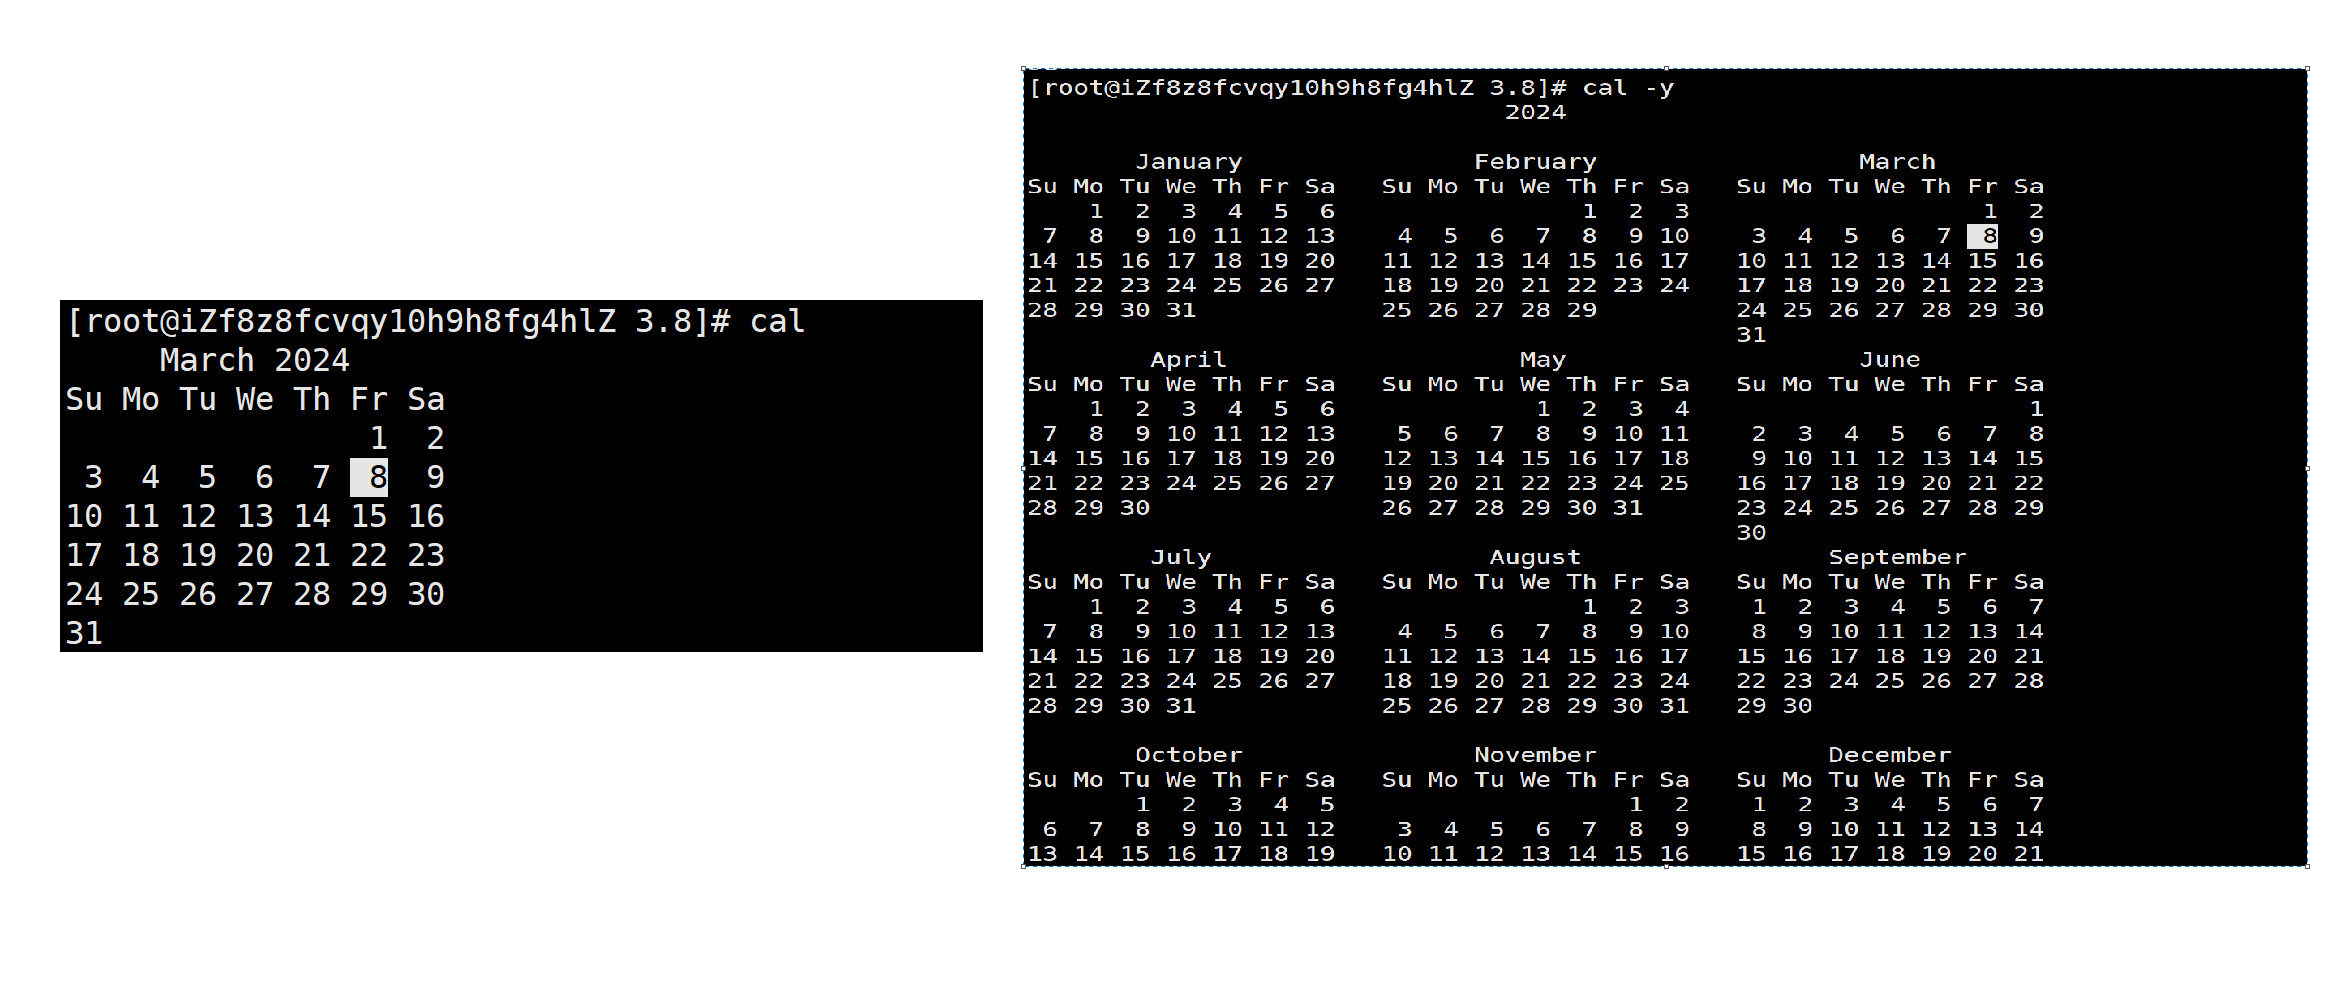 [root@iZf8z8fcvqy10h9h8fg4hlZ 3.8]# cal
March 2024
Su Mo Tu We Th Fr Sa
1 2
3 4 5 6 7 8 9
10 11 12 13 14 15 16
17 18 19 20 21 22 23
24 25 26 27 28 29 30
31
[root@iZf8z8fcvqy10h9h8fg4hlZ 3.8]# cal -y
2024
January February March
Su Mo Tu We Th Fr Sa Su Mo Tu We Th Fr Sa Su Mo Tu We Th Fr Sa
1 2 3 4 5 6 1 2 3 1 2
7 8 9 10 11 12 13 4 5 6 7 8 9 10 3 4 5 6 7 8 9
14 15 16 17 18 19 20 11 12 13 14 15 16 17 10 11 12 13 14 15 16
21 22 23 24 25 26 27 18 19 20 21 22 23 24 17 18 19 20 21 22 23
28 29 30 31 25 26 27 28 29 24 25 26 27 28 29 30
31
April May June
Su Mo Tu We Th Fr Sa Su Mo Tu We Th Fr Sa Su Mo Tu We Th Fr Sa
1 2 3 4 5 6 1 2 3 4 1
7 8 9 10 11 12 13 5 6 7 8 9 10 11 2 3 4 5 6 7 8
14 15 16 17 18 19 20 12 13 14 15 16 17 18 9 10 11 12 13 14 15
21 22 23 24 25 26 27 19 20 21 22 23 24 25 16 17 18 19 20 21 22
28 29 30 26 27 28 29 30 31 23 24 25 26 27 28 29
30
July August September
Su Mo Tu We Th Fr Sa Su Mo Tu We Th Fr Sa Su Mo Tu We Th Fr Sa
1 2 3 4 5 6 1 2 3 1 2 3 4 5 6 7
7 8 9 10 11 12 13 4 5 6 7 8 9 10 8 9 10 11 12 13 14
14 15 16 17 18 19 20 11 12 13 14 15 16 17 15 16 17 18 19 20 21
21 22 23 24 25 26 27 18 19 20 21 22 23 24 22 23 24 25 26 27 28
28 29 30 31 25 26 27 28 29 30 31 29 30
October November December
Su Mo Tu We Th Fr Sa Su Mo Tu We Th Fr Sa Su Mo Tu We Th Fr Sa
1 2 3 4 5 1 2 1 2 3 4 5 6 7
6 7 8 9 10 11 12 3 4 5 6 7 8 9 8 9 10 11 12 13 14
13 14 15 16 17 18 19 10 11 12 13 14 15 16 15 16 17 18 19 20 21